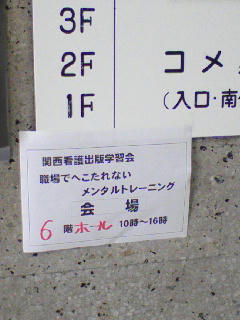 3F
2F コメ
1F (入口・南
関西看護出版学習会
職場でへこたれない
メンタルトレーニング
会 場
6 階 ホール 10時~16時